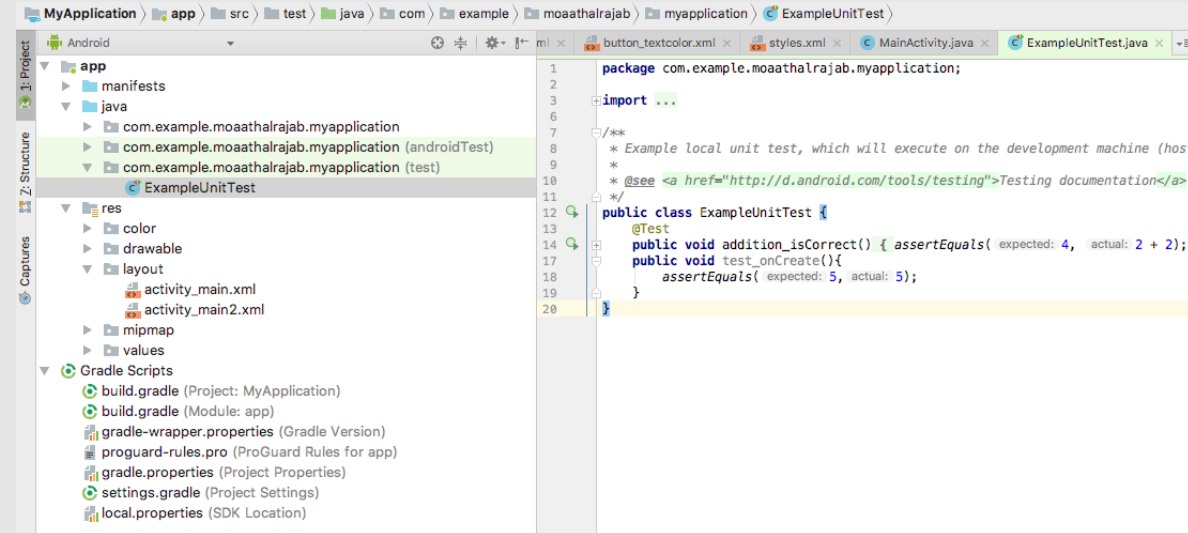 MyApplication app src test java com example moaathalrajab myapplication ExampleUnitTest
Android
ml button_textcolor.xml styles.xml MainActivity.java ExampleUnitTest.java
1: Project
Z: Structure
Captures
app
manifests
java
com.example.moaathalrajab.myapplication
com.example.moaathalrajab.myapplication (androidTest)
com.example.moaathalrajab.myapplication (test)
ExampleUnitTest
res
color
drawable
layout
activity_main.xml
activity_main2.xml
mipmap
values
Gradle Scripts
build.gradle (Project: MyApplication)
build.gradle (Module: app)
gradle-wrapper.properties (Gradle Version)
proguard-rules.pro (ProGuard Rules for app)
gradle.properties (Project Properties)
settings.gradle (Project Settings)
local.properties (SDK Location)
1 package com.example.moaathalrajab.myapplication;
2
3 import ...
6
7 /**
8 * Example local unit test, which will execute on the development machine (hos
9 *
10 * @see <a href="http://d.android.com/tools/testing">Testing documentation</a>
11 */
12 public class ExampleUnitTest {
13 @Test
14 public void addition_isCorrect() { assertEquals( expected: 4, actual: 2 + 2);
17 public void test_onCreate(){
18 assertEquals( expected: 5, actual: 5);
19 }
20 }